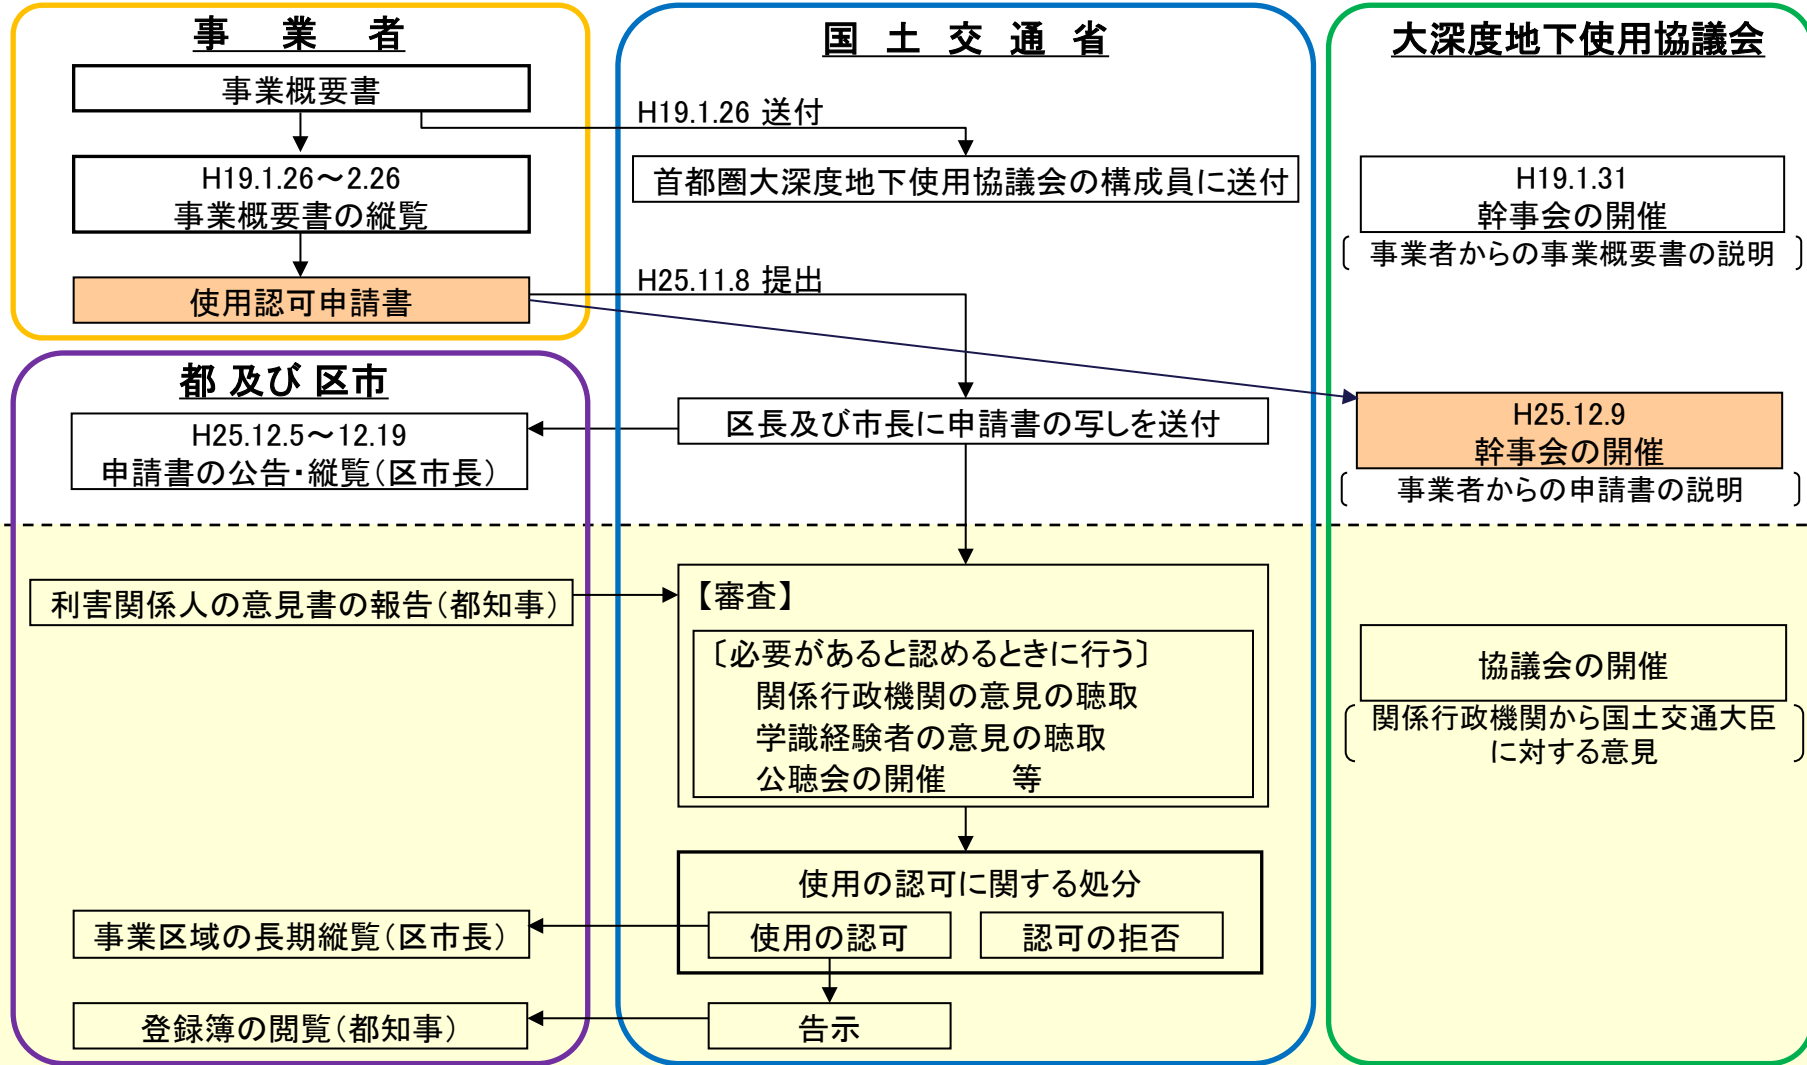 事 業 者
事業概要書
H19.1.26～2.26
事業概要書の縦覧
使用認可申請書
都 及び 区市
H25.12.5～12.19
申請書の公告・縦覧(区市長)
利害関係人の意見書の報告(都知事)
事業区域の長期縦覧(区市長)
登録簿の閲覧(都知事)
国 土 交 通 省
H19.1.26 送付
首都圏大深度地下使用協議会の構成員に送付
H25.11.8 提出
区長及び市長に申請書の写しを送付
【審査】
〔必要があると認めるときに行う〕
関係行政機関の意見の聴取
学識経験者の意見の聴取
公聴会の開催 等
使用の認可に関する処分
使用の認可
認可の拒否
告示
大深度地下使用協議会
H19.1.31
幹事会の開催
〔 事業者からの事業概要書の説明 〕
H25.12.9
幹事会の開催
〔 事業者からの申請書の説明 〕
協議会の開催
〔 関係行政機関から国土交通大臣
に対する意見 〕